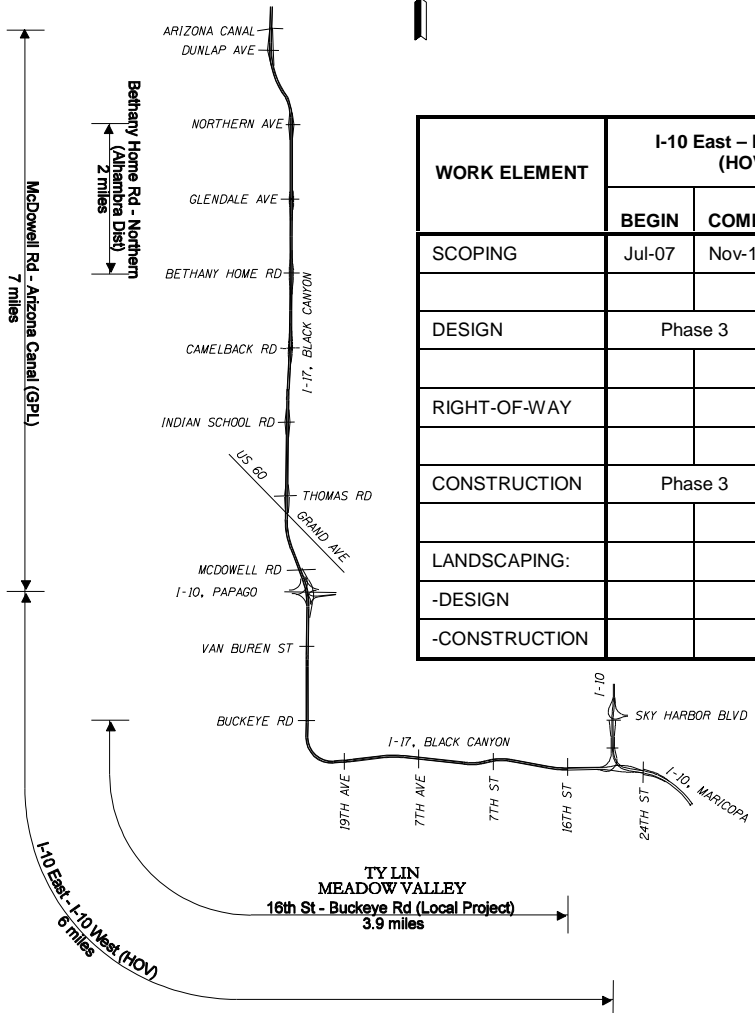 ARIZONA CANAL
DUNLAP AVE
NORTHERN AVE
GLENDALE AVE
BETHANY HOME RD
CAMELBACK RD
INDIAN SCHOOL RD
US 60
GRAND AVE
THOMAS RD
MCDOWELL RD
I-10, PAPAGO
VAN BUREN ST
BUCKEYE RD
I-17, BLACK CANYON
Bethany Home Rd - Northern
(Alhambra Dist)
2 miles
McDowell Rd - Arizona Canal (GPL)
7 miles
WORK ELEMENT
I-10 East –
(HO
BEGIN
SCOPING
Jul-07
Nov-1
DESIGN
Phase 3
RIGHT-OF-WAY
CONSTRUCTION
Phase 3
LANDSCAPING:
-DESIGN
-CONSTRUCTION
I-10
SKY HARBOR BLVD
I-17, BLACK CANYON
I-10, MARICOPA
19TH AVE
7TH AVE
7TH ST
16TH ST
24TH ST
TY LIN
MEADOW VALLEY
16th St - Buckeye Rd (Local Project)
3.9 miles
I-10 East - I-10 West (HOV)
6 miles